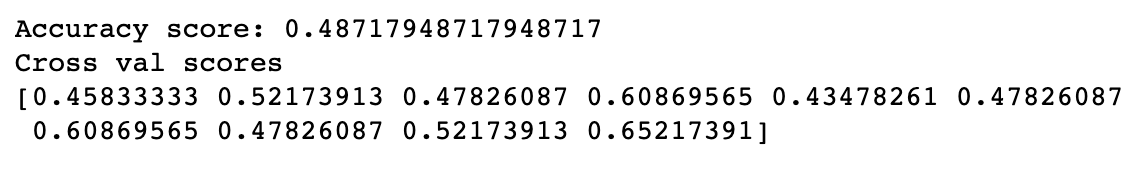 Accuracy score: 0.48717948717948717
Cross val scores
[0.45833333 0.52173913 0.47826087 0.60869565 0.43478261 0.47826087
 0.60869565 0.47826087 0.52173913 0.65217391]